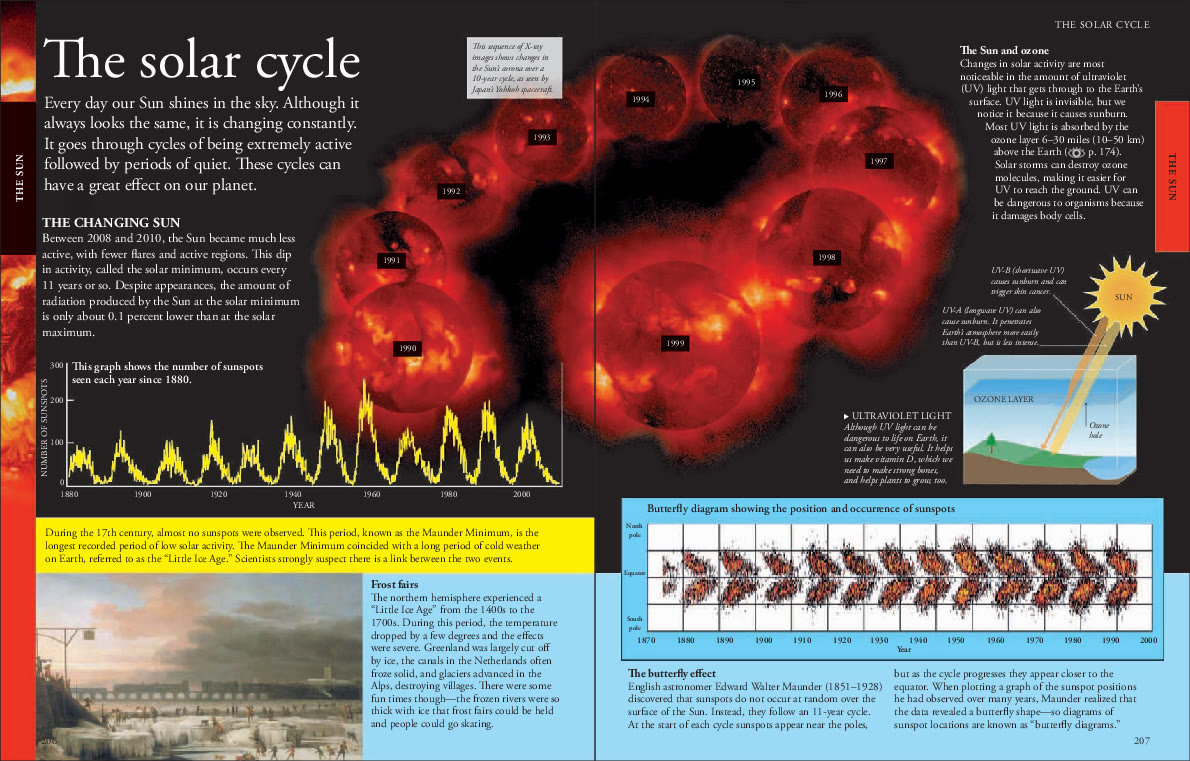 The solar cycle
Every day our Sun shines in the sky. Although it
always looks the same, it is changing constantly.
It goes through cycles of being extremely active
followed by periods of quiet. These cycles can
have a great effect on our planet.
THE SUN
THE CHANGING SUN
Between 2008 and 2010, the Sun became much less
active, with fewer flares and active regions. This dip
in activity, called the solar minimum, occurs every
11 years or so. Despite appearances, the amount of
radiation produced by the Sun at the solar minimum
is only about 0.1 percent lower than at the solar
maximum.
This sequence of X-ray
images shows changes in
the Sun's corona over a
10-year cycle, as seen by
Japan's Yohkoh spacecraft.
1990
1991
1992
1993
1994
1995
1996
1997
1998
1999
This graph shows the number of sunspots
seen each year since 1880.
NUMBER OF SUNSPOTS
300
200
100
0
1880 1900 1920 1940 1960 1980 2000
YEAR
During the 17th century, almost no sunspots were observed. This period, known as the Maunder Minimum, is the
longest recorded period of low solar activity. The Maunder Minimum coincided with a long period of cold weather
on Earth, referred to as the “Little Ice Age.” Scientists strongly suspect there is a link between the two events.
Frost fairs
The northern hemisphere experienced a
“Little Ice Age” from the 1400s to the
1700s. During this period, the temperature
dropped by a few degrees and the effects
were severe. Greenland was largely cut off
by ice, the canals in the Netherlands often
froze solid, and glaciers advanced in the
Alps, destroying villages. There were some
fun times though—the frozen rivers were so
thick with ice that frost fairs could be held
and people could go skating.
206
THE SOLAR CYCLE
The Sun and ozone
Changes in solar activity are most
noticeable in the amount of ultraviolet
(UV) light that gets through to the Earth's
surface. UV light is invisible, but we
notice it because it causes sunburn.
Most UV light is absorbed by the
ozone layer 6–30 miles (10–50 km)
above the Earth ( p. 174).
Solar storms can destroy ozone
molecules, making it easier for
UV to reach the ground. UV can
be dangerous to organisms because
it damages body cells.
THE SUN
UV-B (shortwave UV)
causes sunburn and can
trigger skin cancer.
UV-A (longwave UV) can also
cause sunburn. It penetrates
Earth's atmosphere more easily
than UV-B, but is less intense.
SUN
OZONE LAYER
Ozone
hole
ULTRAVIOLET LIGHT
Although UV light can be
dangerous to life on Earth, it
can also be very useful. It helps
us make vitamin D, which we
need to make strong bones,
and helps plants to grow, too.
Butterfly diagram showing the position and occurrence of sunspots
North
pole
Equator
South
pole
1870 1880 1890 1900 1910 1920 1930 1940 1950 1960 1970 1980 1990 2000
Year
The butterfly effect
English astronomer Edward Walter Maunder (1851–1928)
discovered that sunspots do not occur at random over the
surface of the Sun. Instead, they follow an 11-year cycle.
At the start of each cycle sunspots appear near the poles,
but as the cycle progresses they appear closer to the
equator. When plotting a graph of the sunspot positions
he had observed over many years, Maunder realized that
the data revealed a butterfly shape—so diagrams of
sunspot locations are known as “butterfly diagrams.”
207